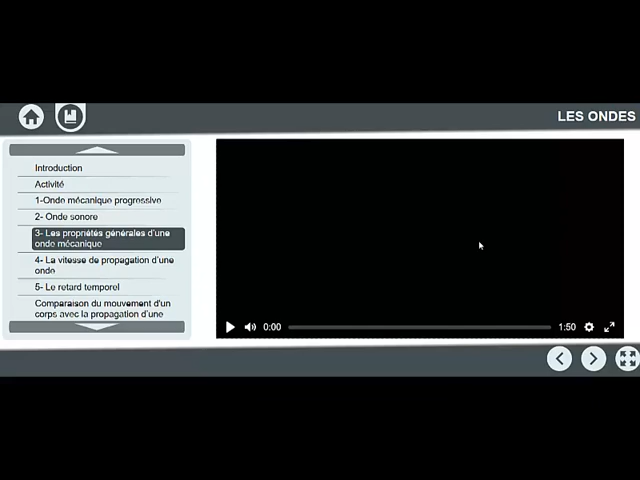 LES ONDES
Introduction
Activité
1-Onde mécanique progressive
2- Onde sonore
3- Les propriétés générales d'une
onde mécanique
4- La vitesse de propagation d'une
onde
5- Le retard temporel
Comparaison du mouvement d'un
corps avec la propagation d'une
0:00
1:50